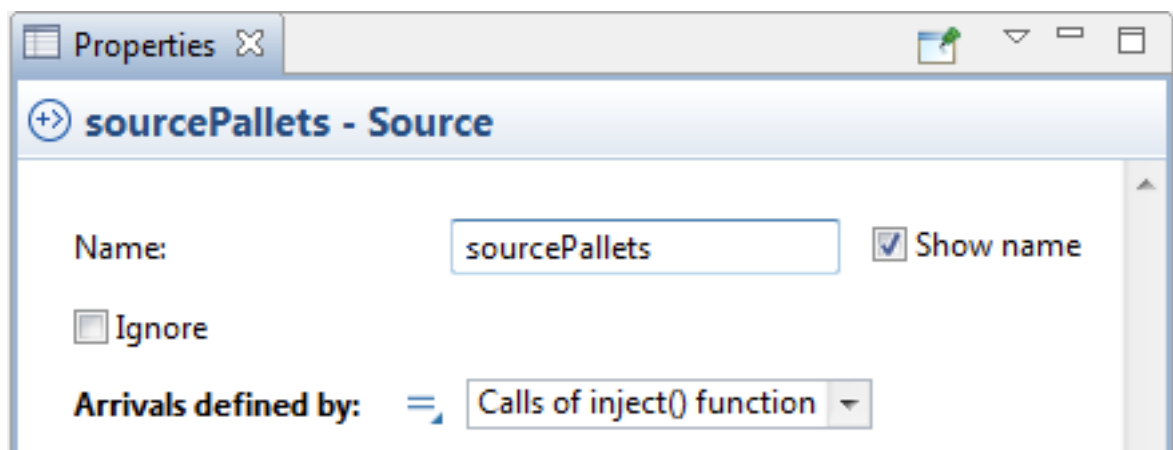 Properties
sourcePallets - Source
Name: sourcePallets Show name
Ignore
Arrivals defined by: Calls of inject() function